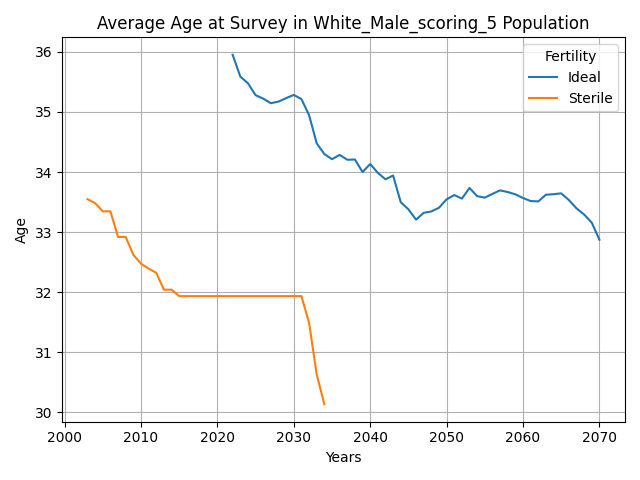 Average Age at Survey in White_Male_scoring_5 Population
Fertility
Ideal
Sterile
36
35
34
33
32
31
30
Age
2000 2010 2020 2030 2040 2050 2060 2070
Years